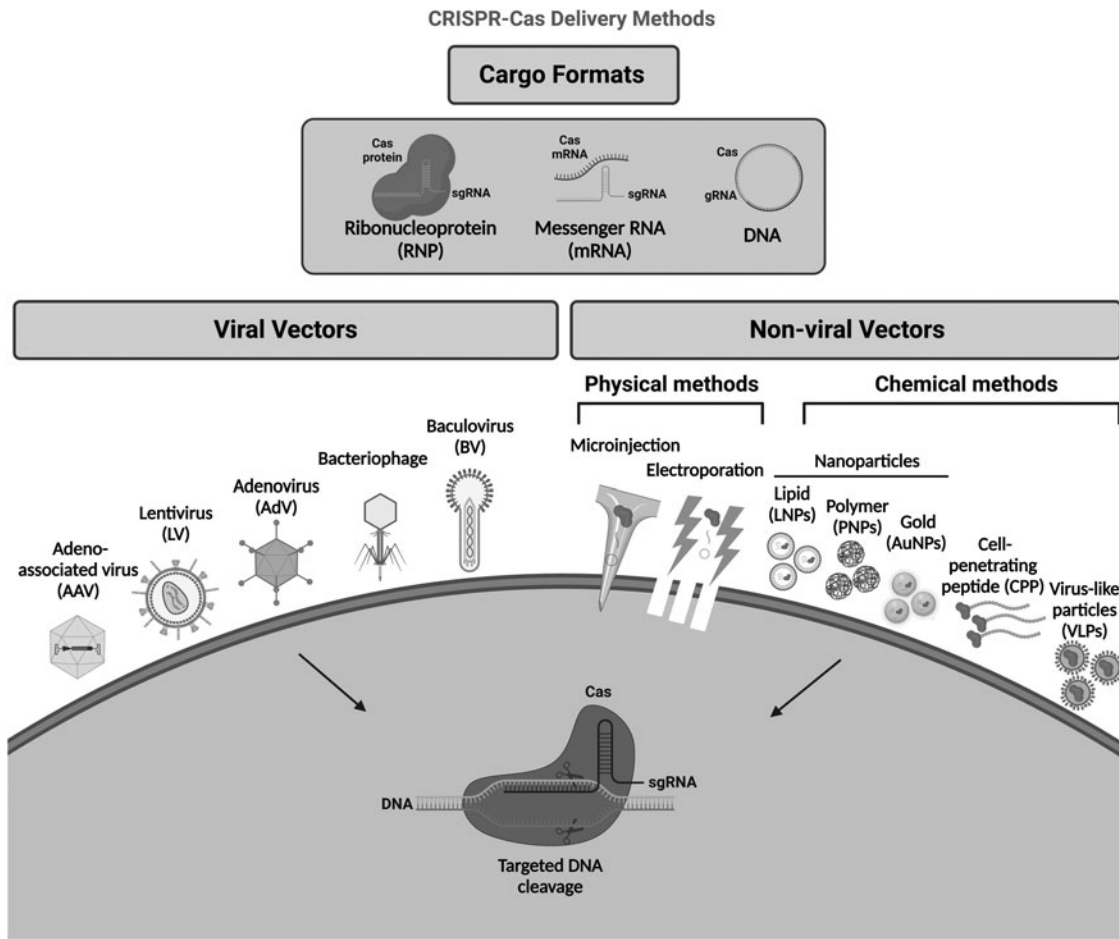 CRISPR-Cas Delivery Methods
Cargo Formats
Cas
protein
sgRNA
Ribonucleoprotein
(RNP)
Cas
mRNA
sgRNA
Messenger RNA
(mRNA)
Cas
gRNA
DNA
Viral Vectors
Non-viral Vectors
Adeno-
associated virus
(AAV)
Lentivirus
(LV)
Adenovirus
(AdV)
Bacteriophage
Baculovirus
(BV)
Physical methods
Microinjection
Electroporation
Chemical methods
Nanoparticles
Lipid
(LNPs)
Polymer
(PNPs)
Gold
(AuNPs)
Cell-
penetrating
peptide (CPP)
Virus-like
particles
(VLPs)
Cas
sgRNA
DNA
Targeted DNA
cleavage